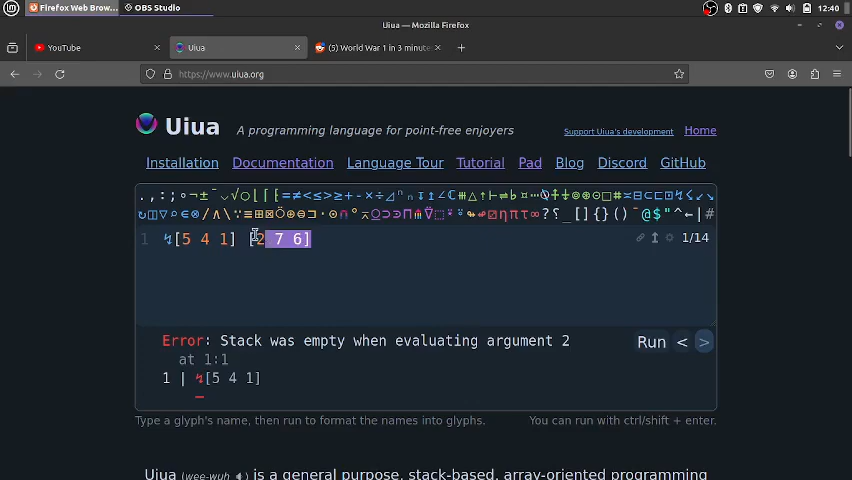 Firefox Web Brow...
OBS Studio
12:40
Uiua — Mozilla Firefox
YouTube
Uiua
(World War 1 in 3 minute
https://www.uiua.org
Uiua
A programming language for point-free enjoyers
Support Uiua's development
Home
Installation
Documentation
Language Tour
Tutorial
Pad
Blog
Discord
GitHub
1
↯[5 4 1] [2 7 6]
1/14
Error: Stack was empty when evaluating argument 2
at 1:1
1 | ↯[5 4 1]
Run
<
>
Type a glyph's name, then run to format the names into glyphs.
You can run with ctrl/shift + enter.
Uiua (wee-wuh) is a general purpose, stack-based, array-oriented programming